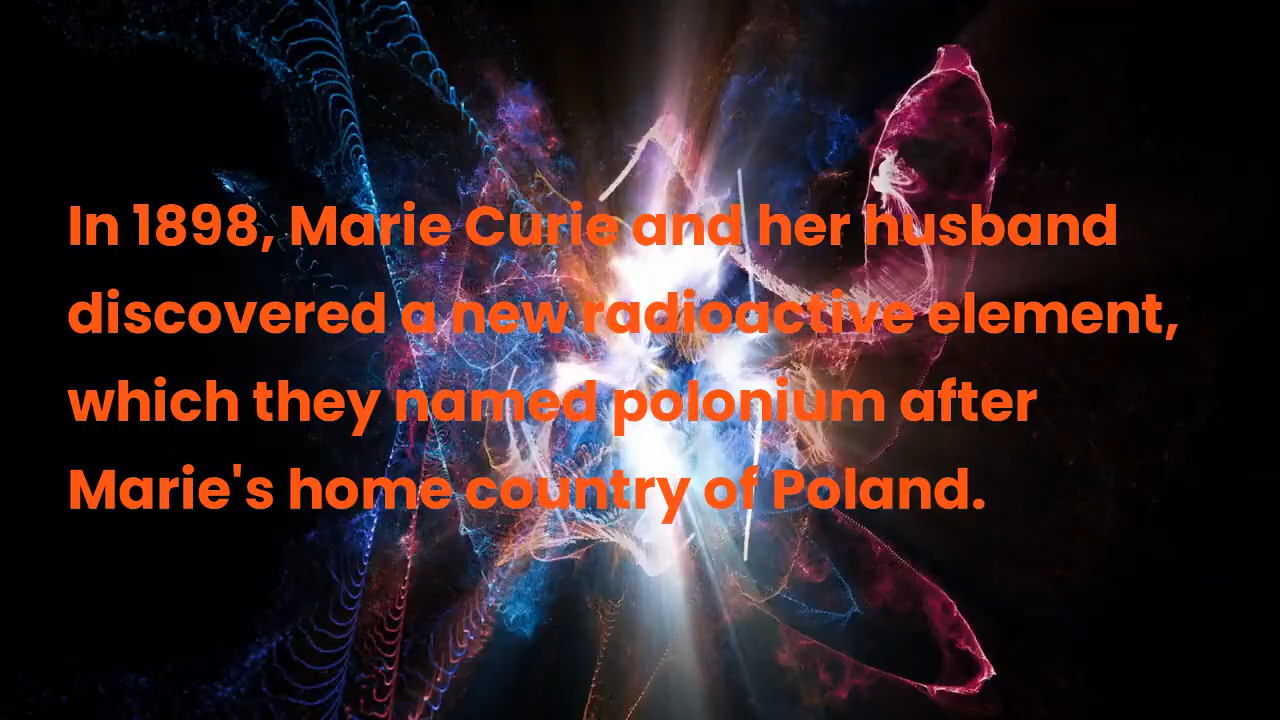 In 1898, Marie Curie and her husband
discovered a new radioactive element,
which they named polonium after
Marie's home country of Poland.